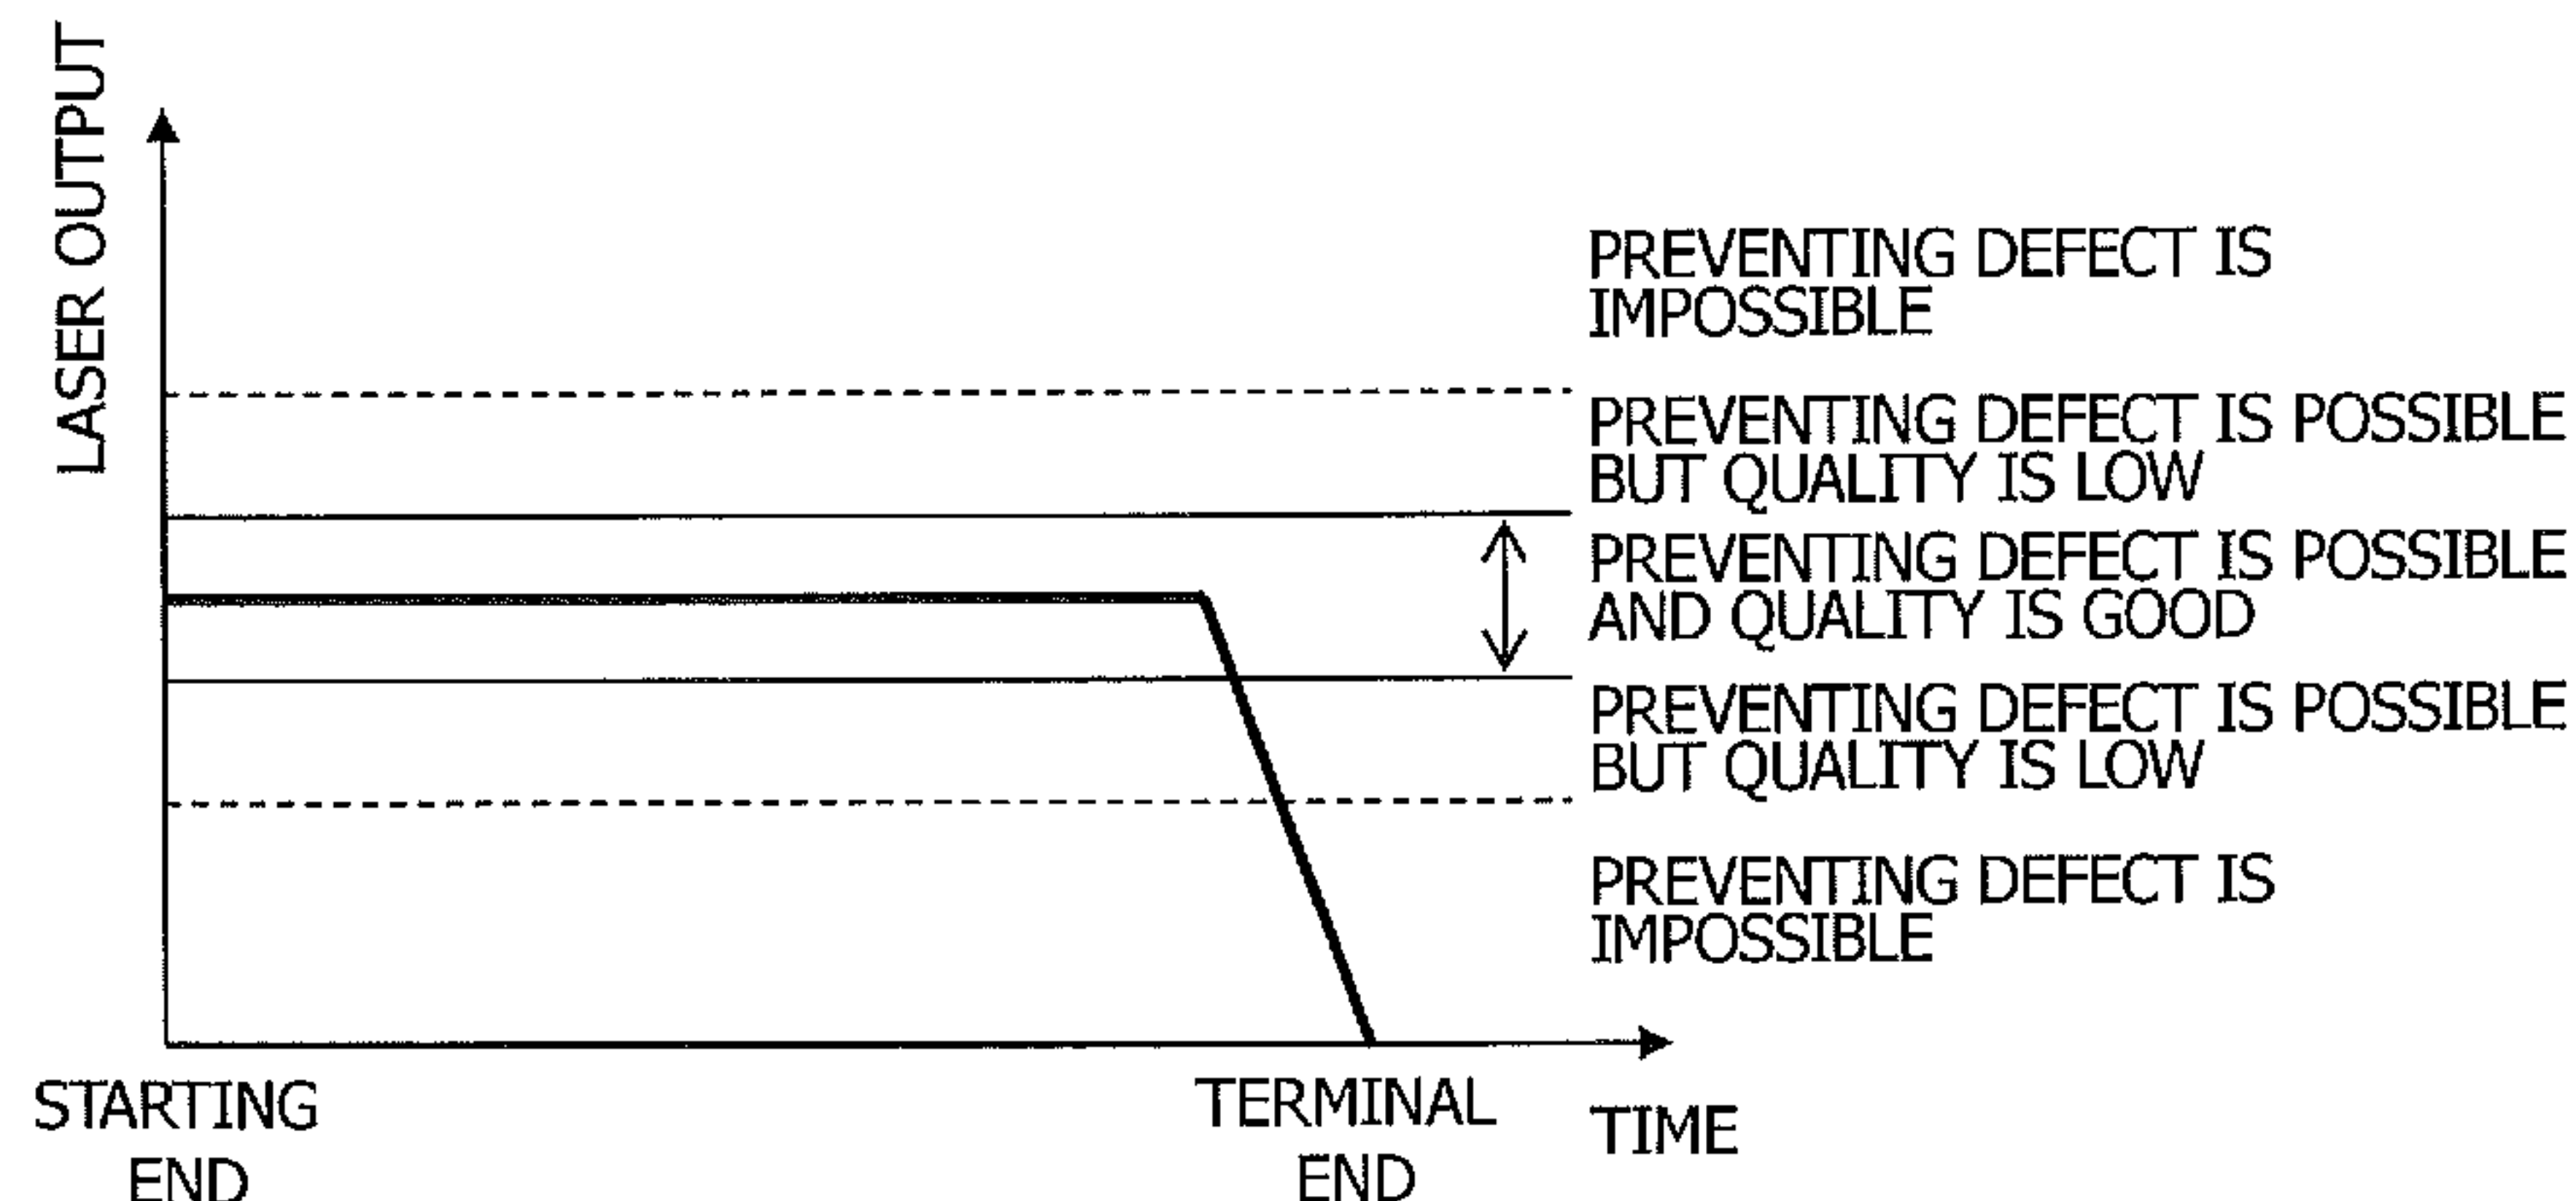 LASER OUTPUT
PREVENTING DEFECT IS
IMPOSSIBLE
PREVENTING DEFECT IS POSSIBLE
BUT QUALITY IS LOW
PREVENTING DEFECT IS POSSIBLE
AND QUALITY IS GOOD
PREVENTING DEFECT IS POSSIBLE
BUT QUALITY IS LOW
PREVENTING DEFECT IS
IMPOSSIBLE
STARTING
END
TERMINAL
END
TIME